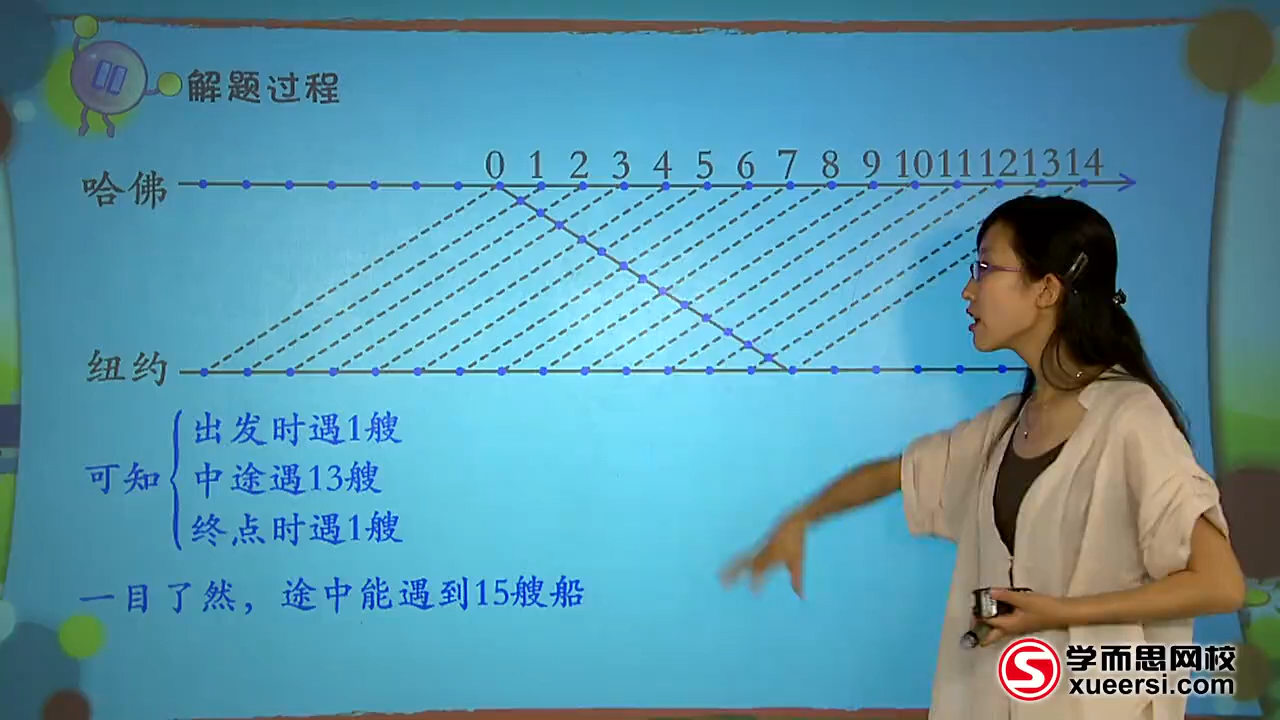 解题过程
0 1 2 3 4 5 6 7 8 9 10 11 12 13 14
哈佛
纽约
可知
出发时遇1艘
中途遇13艘
终点时遇1艘
一目了然，途中能遇到15艘船
学而思网校
xueersi.com